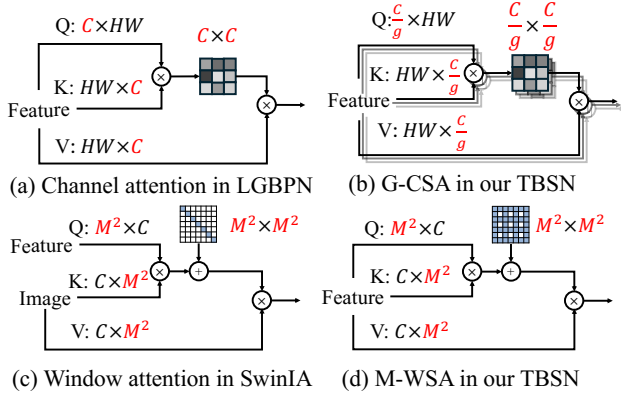 Q: C×HW
C × C
K: HW×C
Feature
V: HW×C
(a) Channel attention in LGBPN
Q: C/g ×HW
C/g × C/g
K: HW× C/g
Feature
V: HW× C/g
(b) G-CSA in our TBSN
Q: M²×C
M²×M²
Feature
K: C×M²
Image
V: C×M²
(c) Window attention in SwinIA
Q: M²×C
M²×M²
K: C×M²
Feature
V: C×M²
(d) M-WSA in our TBSN